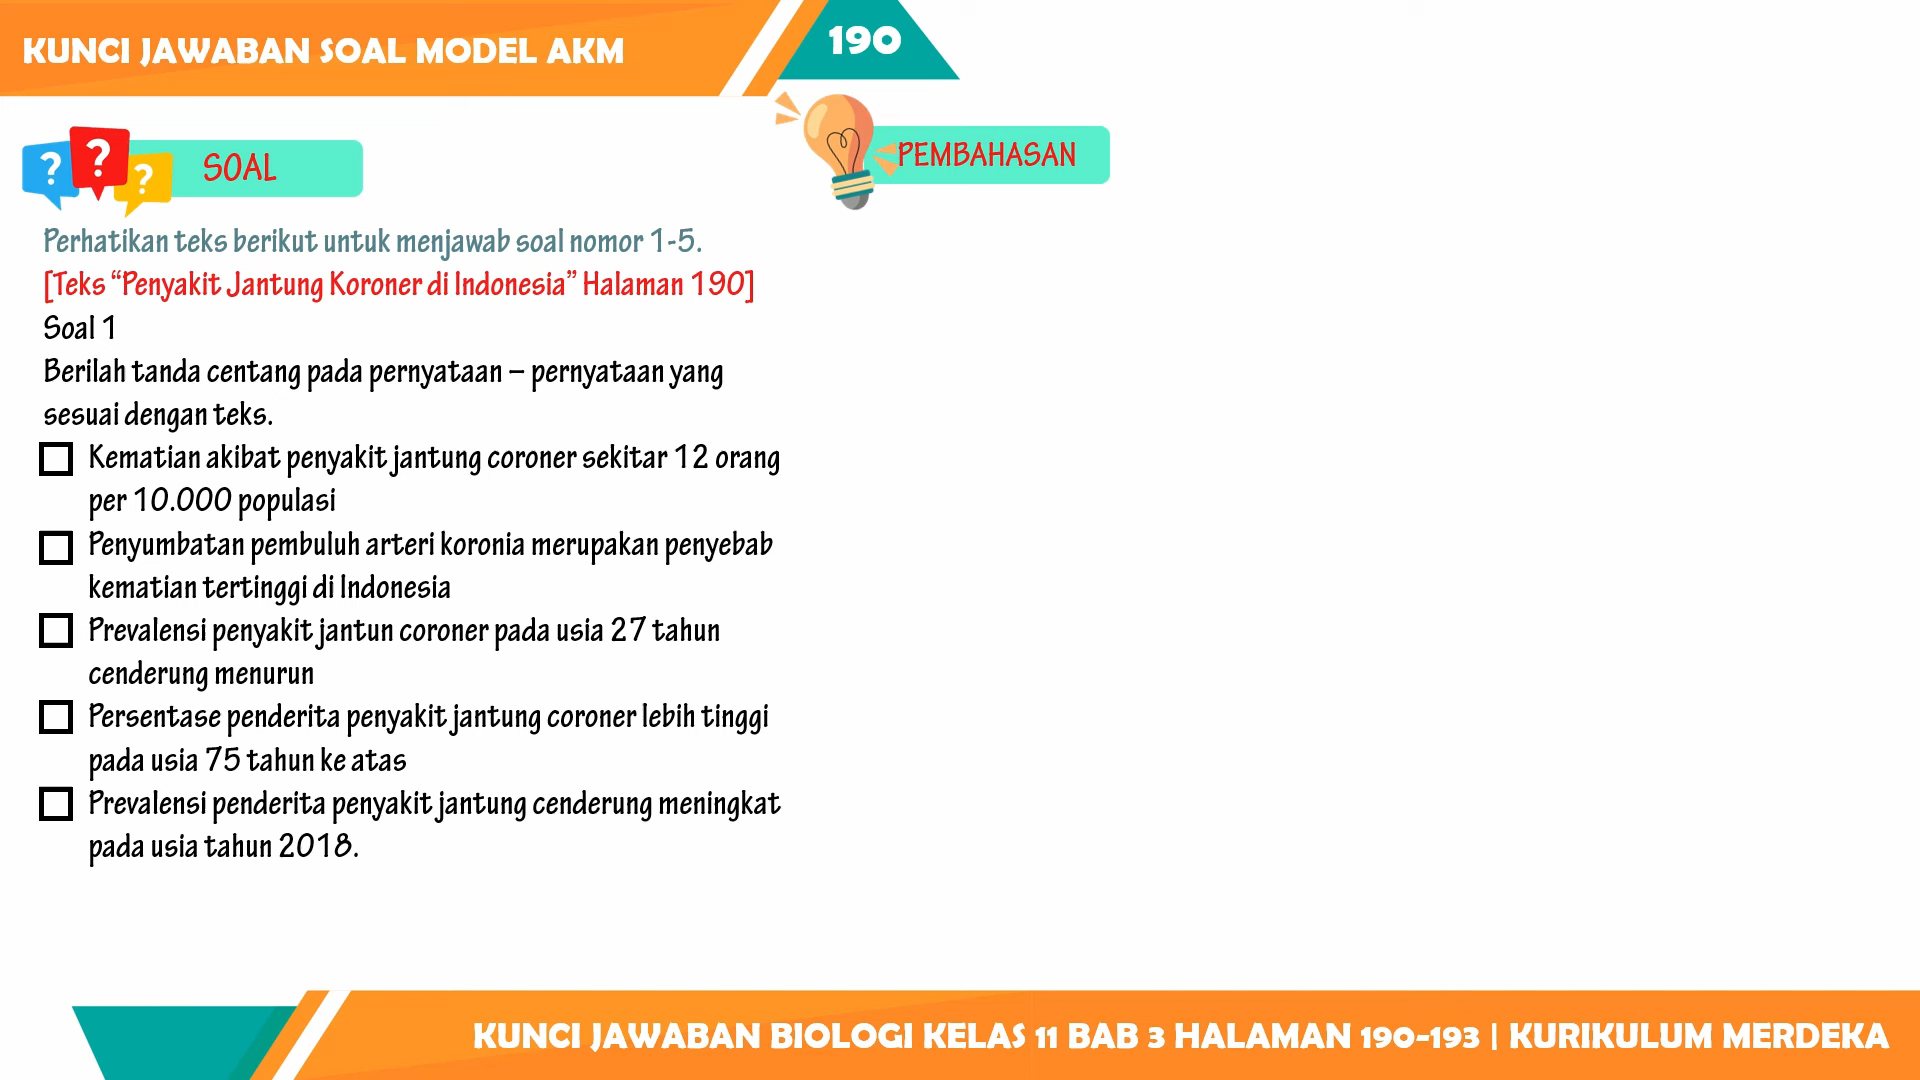 KUNCI JAWABAN SOAL MODEL AKM
190
? ? ?
SOAL
PEMBAHASAN
Perhatikan teks berikut untuk menjawab soal nomor 1-5.
[Teks “Penyakit Jantung Koroner di Indonesia” Halaman 190]
Soal 1
Berilah tanda centang pada pernyataan – pernyataan yang
sesuai dengan teks.
Kematian akibat penyakit jantung coroner sekitar 12 orang
per 10.000 populasi
Penyumbatan pembuluh arteri koronia merupakan penyebab
kematian tertinggi di Indonesia
Prevalensi penyakit jantun coroner pada usia 27 tahun
cenderung menurun
Persentase penderita penyakit jantung coroner lebih tinggi
pada usia 75 tahun ke atas
Prevalensi penderita penyakit jantung cenderung meningkat
pada usia tahun 2018.
KUNCI JAWABAN BIOLOGI KELAS 11 BAB 3 HALAMAN 190-193 | KURIKULUM MERDEKA